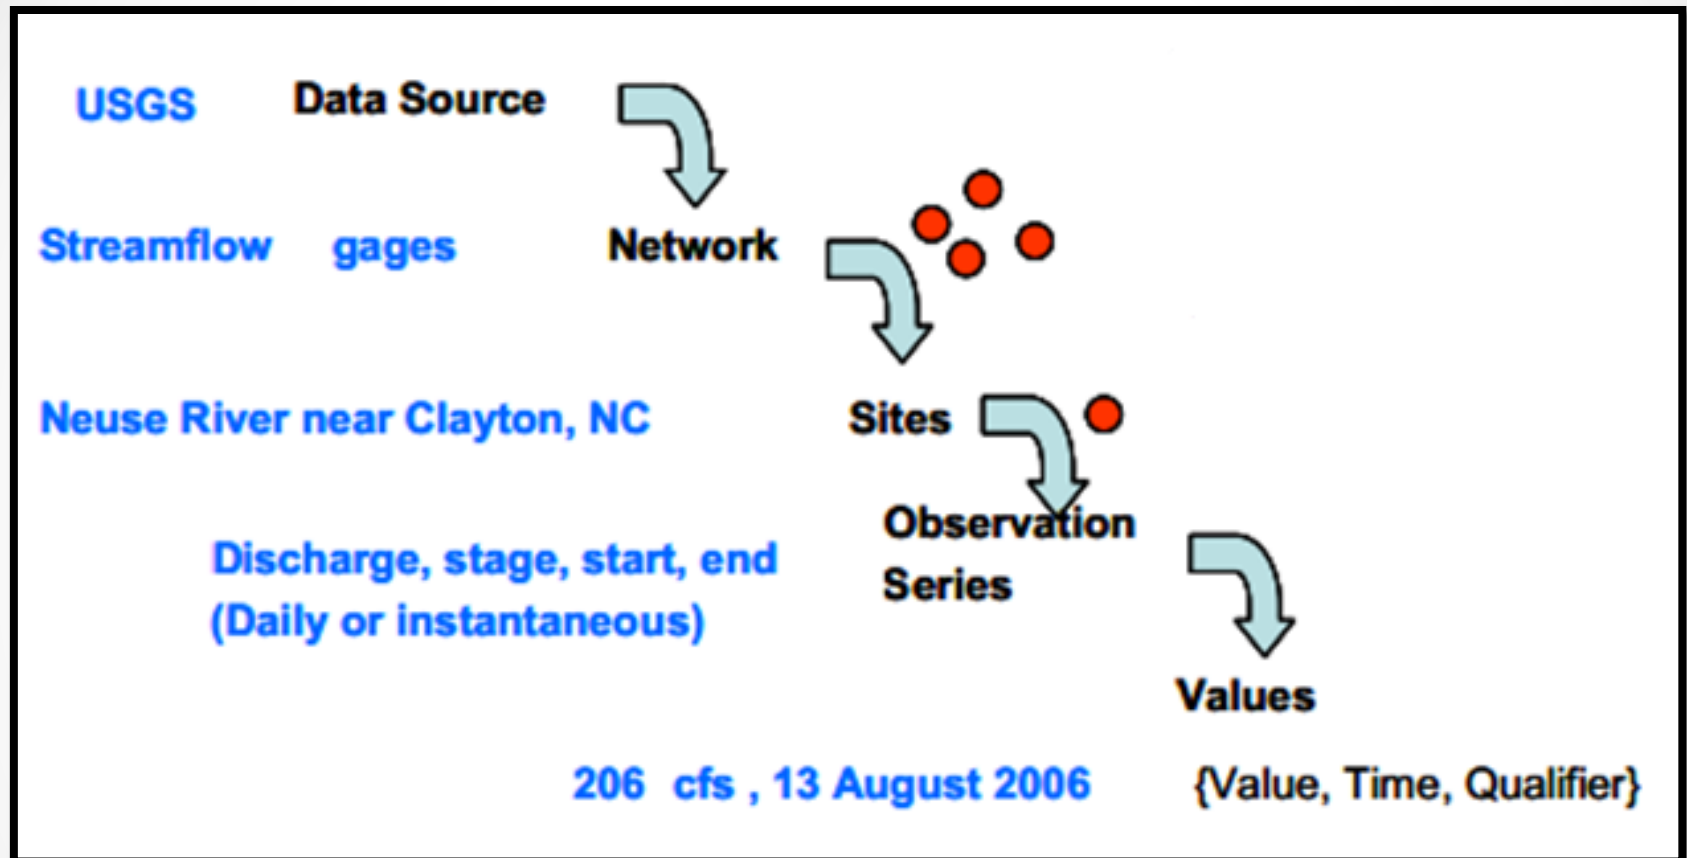 USGS Data Source
Streamflow gages Network
Neuse River near Clayton, NC Sites
Observation
Series
Discharge, stage, start, end
(Daily or instantaneous)
Values
206 cfs , 13 August 2006 {Value, Time, Qualifier}